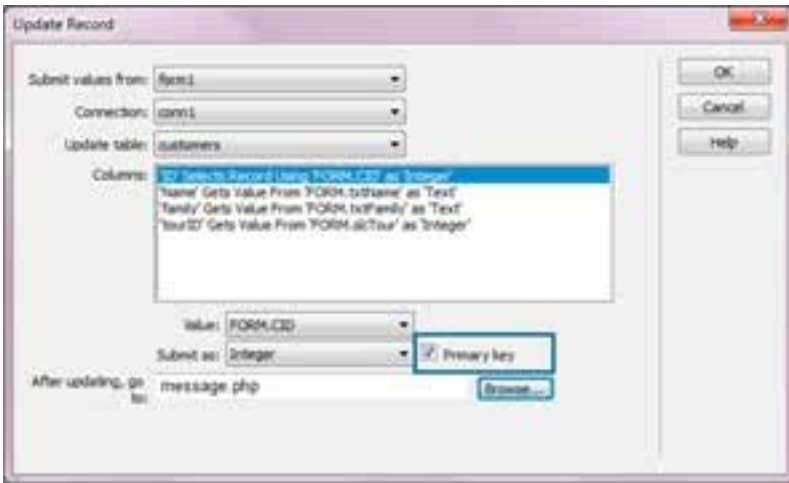 Update Record
Submit values from: form1
Connection: conn1
Update table: customers
Columns: 'ID' Selects Record Using 'FORM.CID' as 'Integer'
'Name' Gets Value From 'FORM.txtName' as 'Text'
'family' Gets Value From 'FORM.txtFamily' as 'Text'
'tourID' Gets Value From 'FORM.slcTour' as 'Integer'
Value: FORM.CID
Submit as: Integer
Primary key
After updating, go to: message.php
Browse...
OK
Cancel
Help